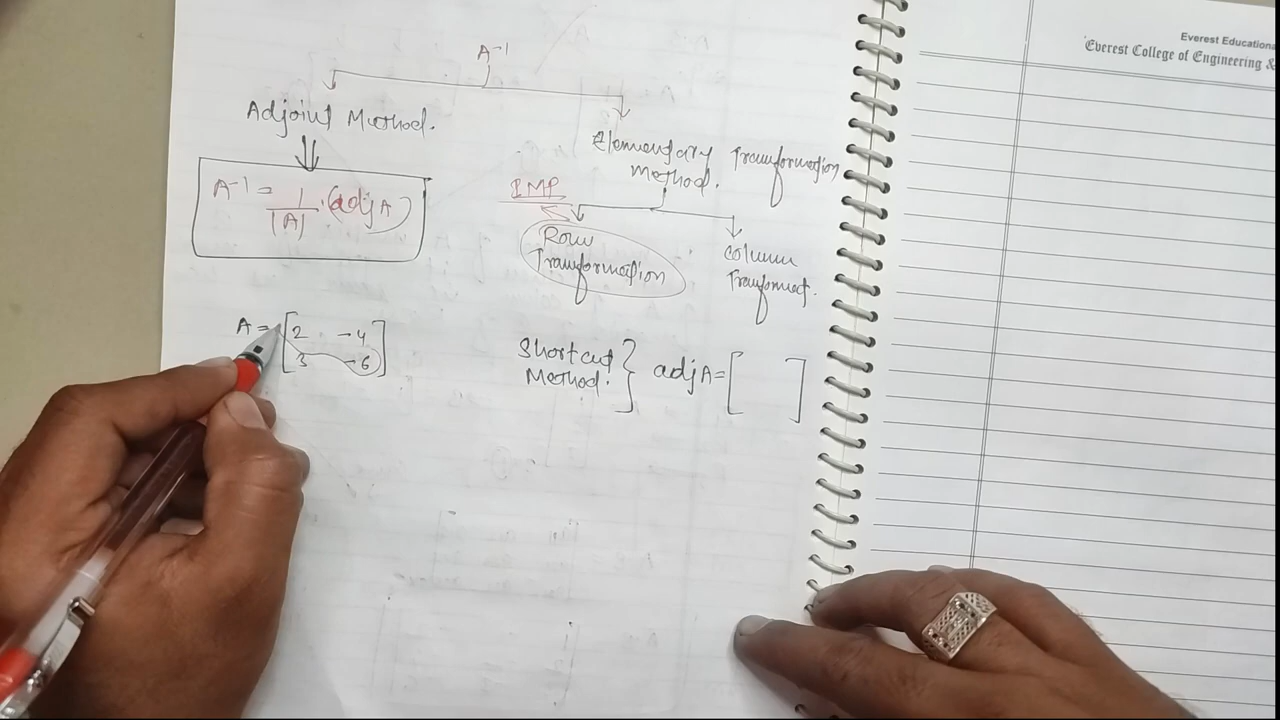 A⁻¹
Adjoint Method.
A⁻¹ = 1/|A| . (adj A)
Elementary Transformation
Method.
IMP
Row
Transformation
Column
Transformat.
A = [2 -4
3 -6]
Shortcut
Method. } adj A = [ ]
Everest Educationa
Everest College of Engineering &